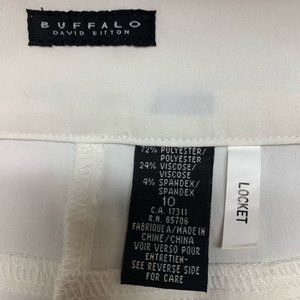 BUFFALO
DAVID BITTON
72% POLYESTER/
POLYESTER
24% VISCOSE/
VISCOSE
4% SPANDEX/
SPANDEX
10
C.A. 17311
R.N. 85706
FABRIQUE A/MADE IN
CHINE/CHINA
VOIR VERSO POUR
ENTRETIEN-
SEE REVERSE SIDE
FOR CARE
LOCKET